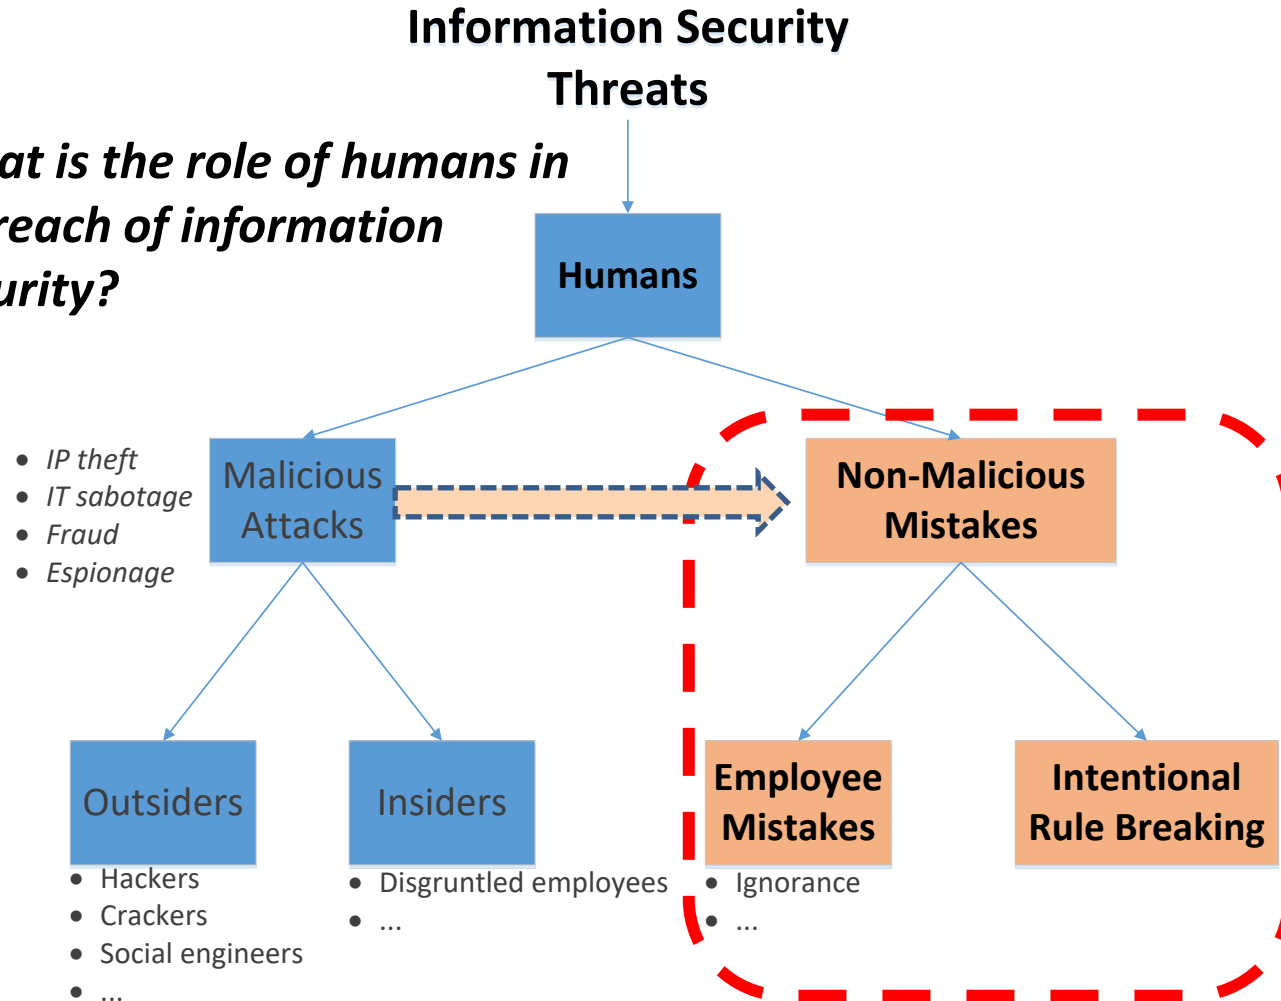 Information Security
Threats
at is the role of humans in
reach of information
urity?
Humans
• IP theft
• IT sabotage
• Fraud
• Espionage
Malicious
Attacks
Non-Malicious
Mistakes
Outsiders
Insiders
Employee
Mistakes
Intentional
Rule Breaking
• Hackers
• Crackers
• Social engineers
• ...
• Disgruntled employees
• ...
• Ignorance
• ...